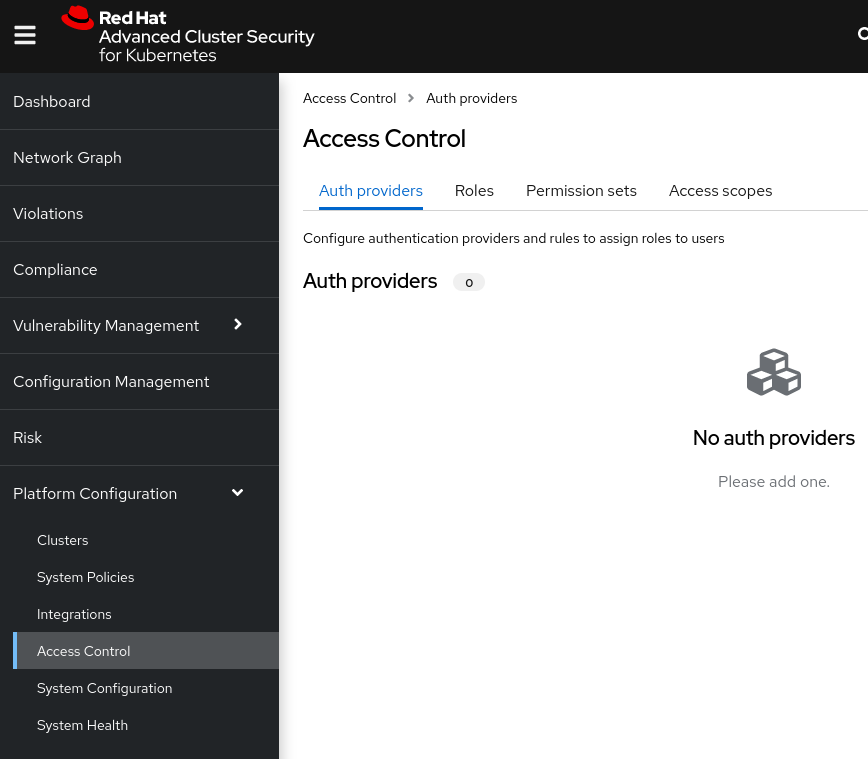 Red Hat
Advanced Cluster Security
for Kubernetes
Dashboard
Network Graph
Violations
Compliance
Vulnerability Management
Configuration Management
Risk
Platform Configuration
Clusters
System Policies
Integrations
Access Control
System Configuration
System Health
Access Control
Auth providers
Access Control
Auth providers
Roles
Permission sets
Access scopes
Configure authentication providers and rules to assign roles to users
Auth providers 0
No auth providers
Please add one.